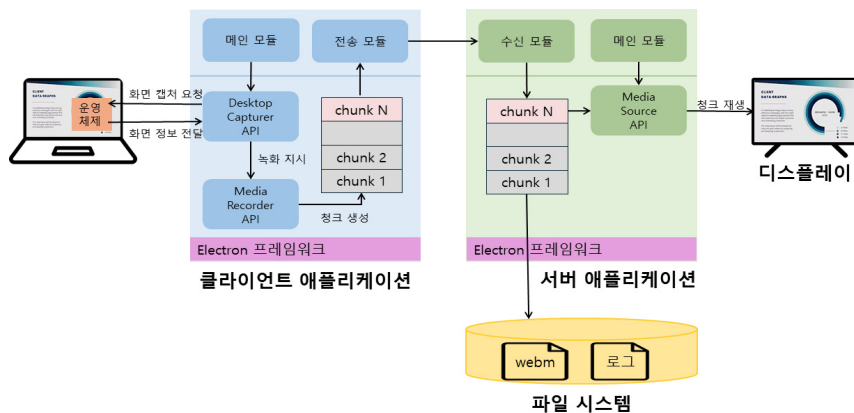 메인 모듈
전송 모듈
수신 모듈
메인 모듈
화면 캡처 요청
운영
체제
화면 정보 전달
Desktop
Capturer
API
녹화 지시
Media
Recorder
API
청크 생성
chunk N
chunk 2
chunk 1
Electron 프레임워크
클라이언트 애플리케이션
chunk N
chunk 2
chunk 1
Media
Source
API
청크 재생
Electron 프레임워크
서버 애플리케이션
디스플레이
webm
로그
파일 시스템
CLIENT
DATA GRAPHS